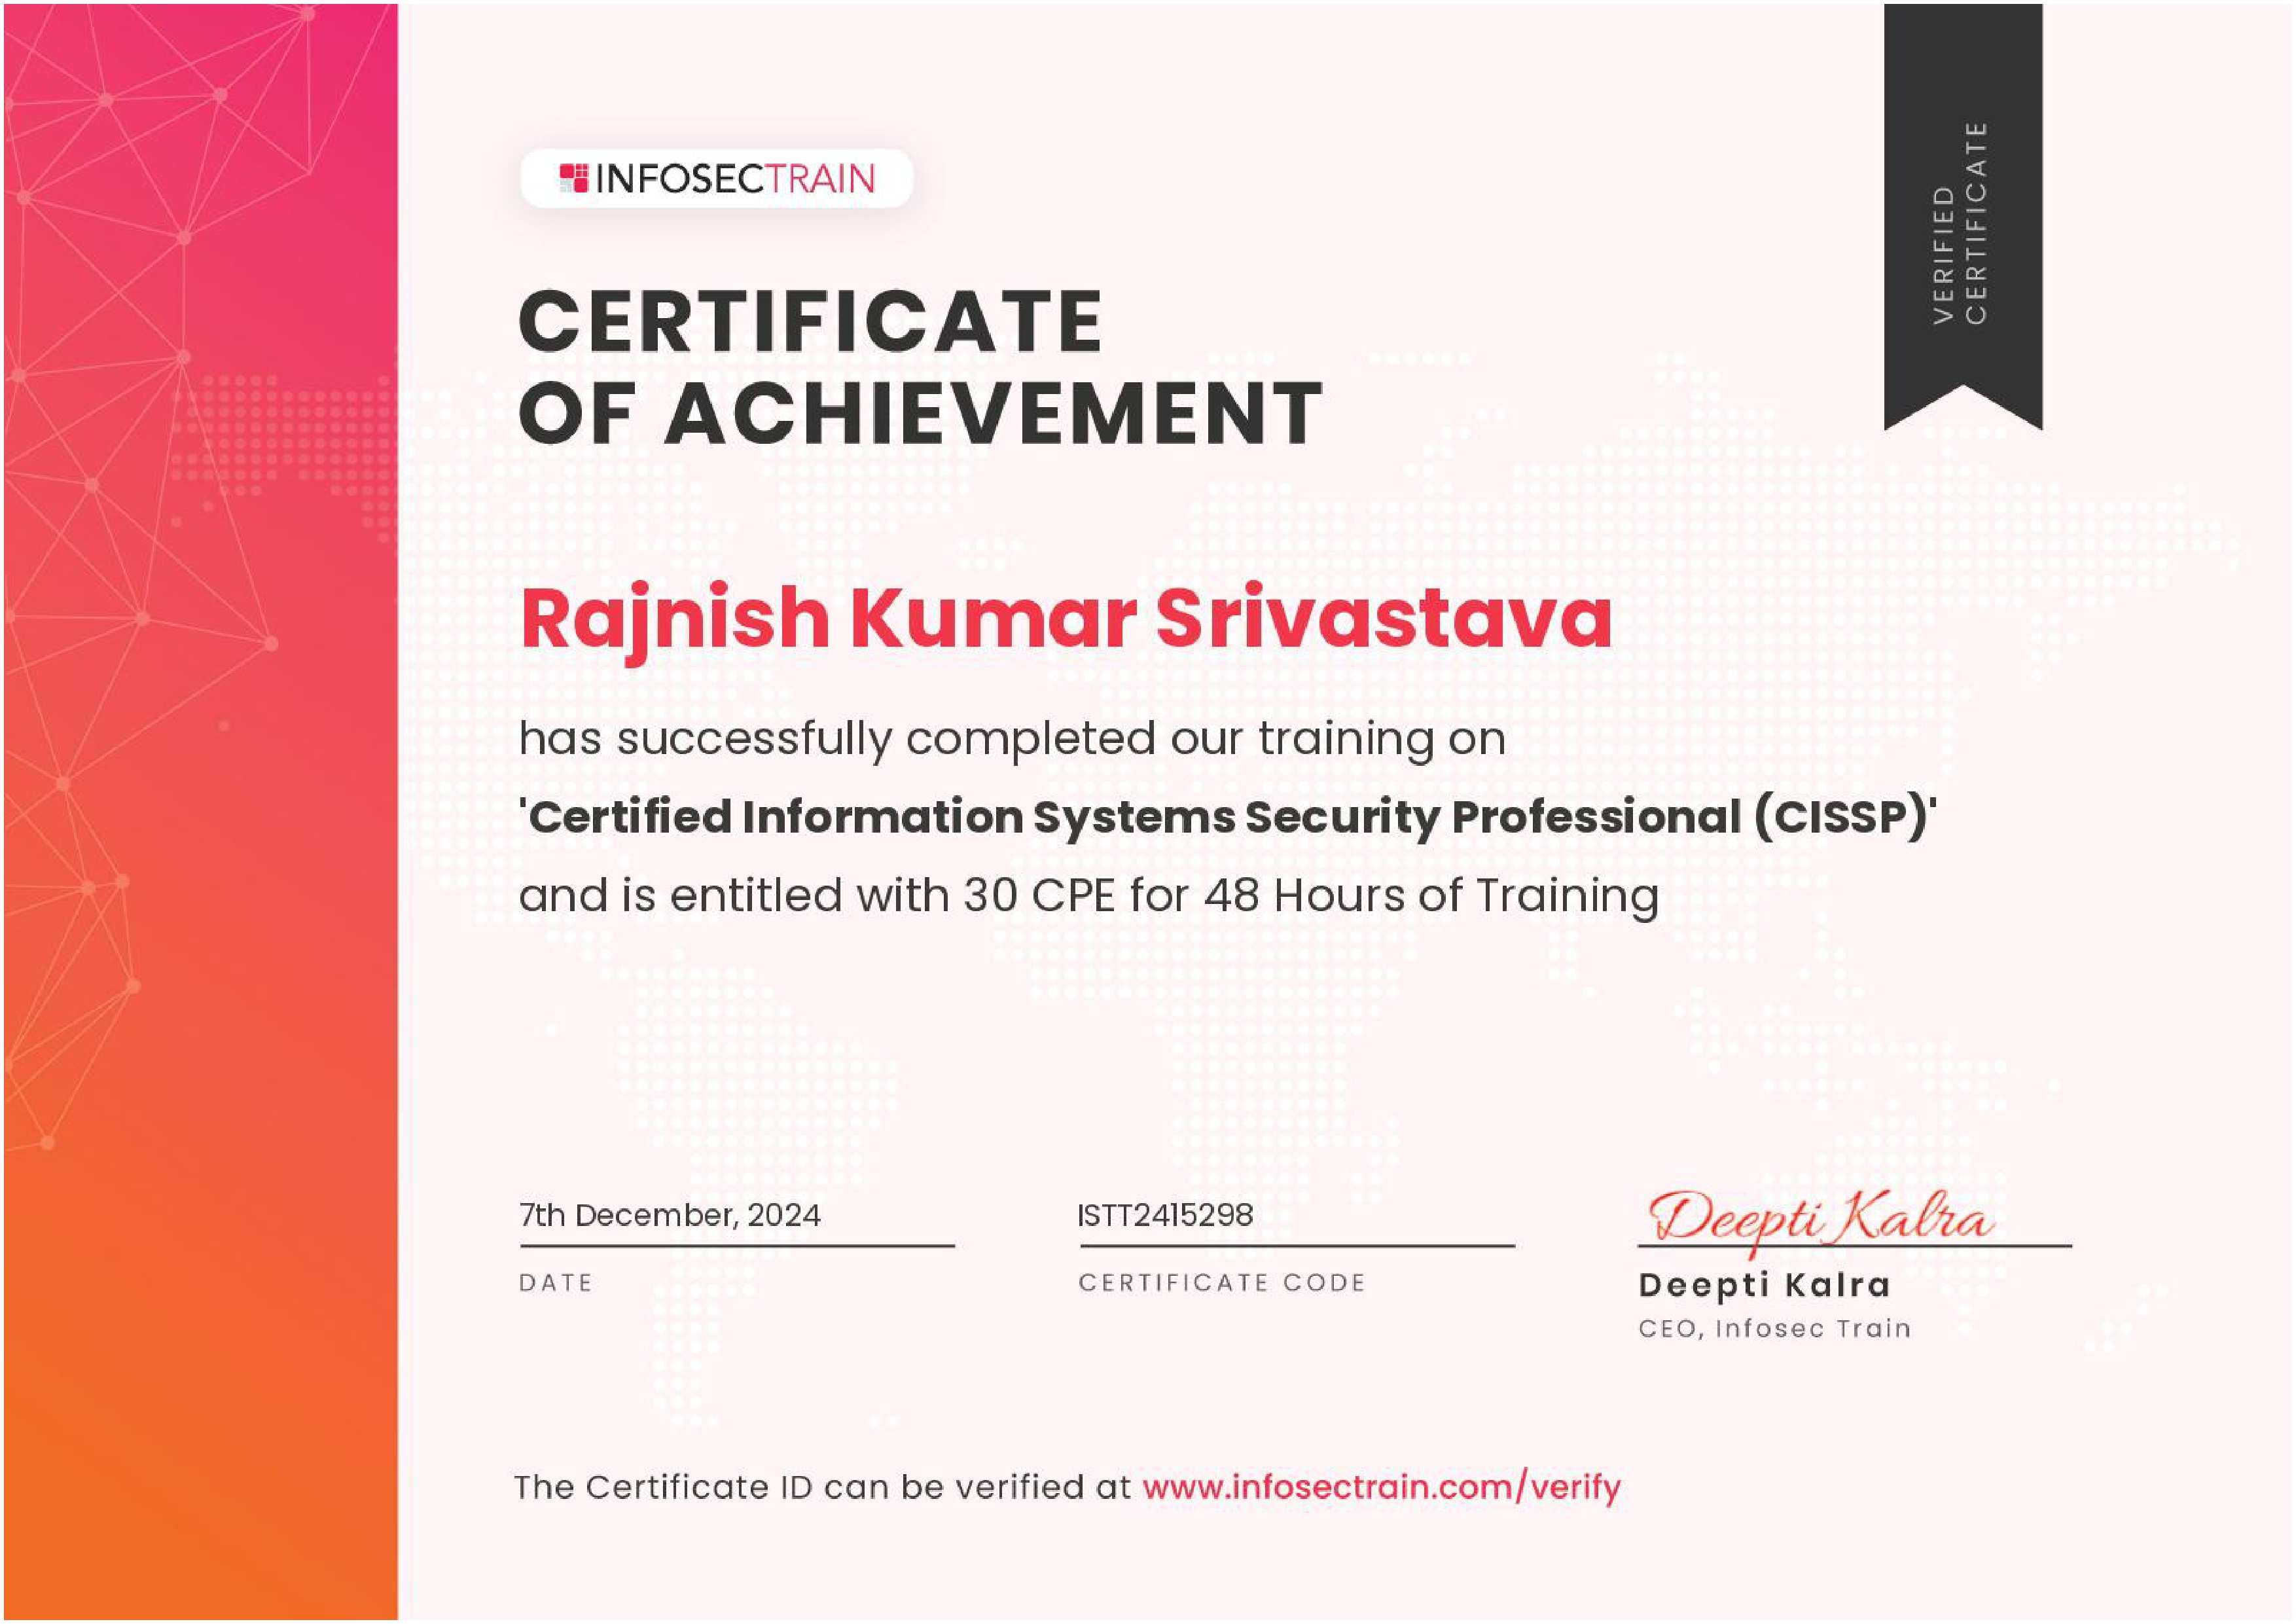 INFOSECTRAIN
VERIFIED
CERTIFICATE
CERTIFICATE
OF ACHIEVEMENT
Rajnish Kumar Srivastava
has successfully completed our training on
'Certified Information Systems Security Professional (CISSP)'
and is entitled with 30 CPE for 48 Hours of Training
7th December, 2024
DATE
ISTT2415298
CERTIFICATE CODE
Deepti Kalra
Deepti Kalra
CEO, Infosec Train
The Certificate ID can be verified at www.infosectrain.com/verify